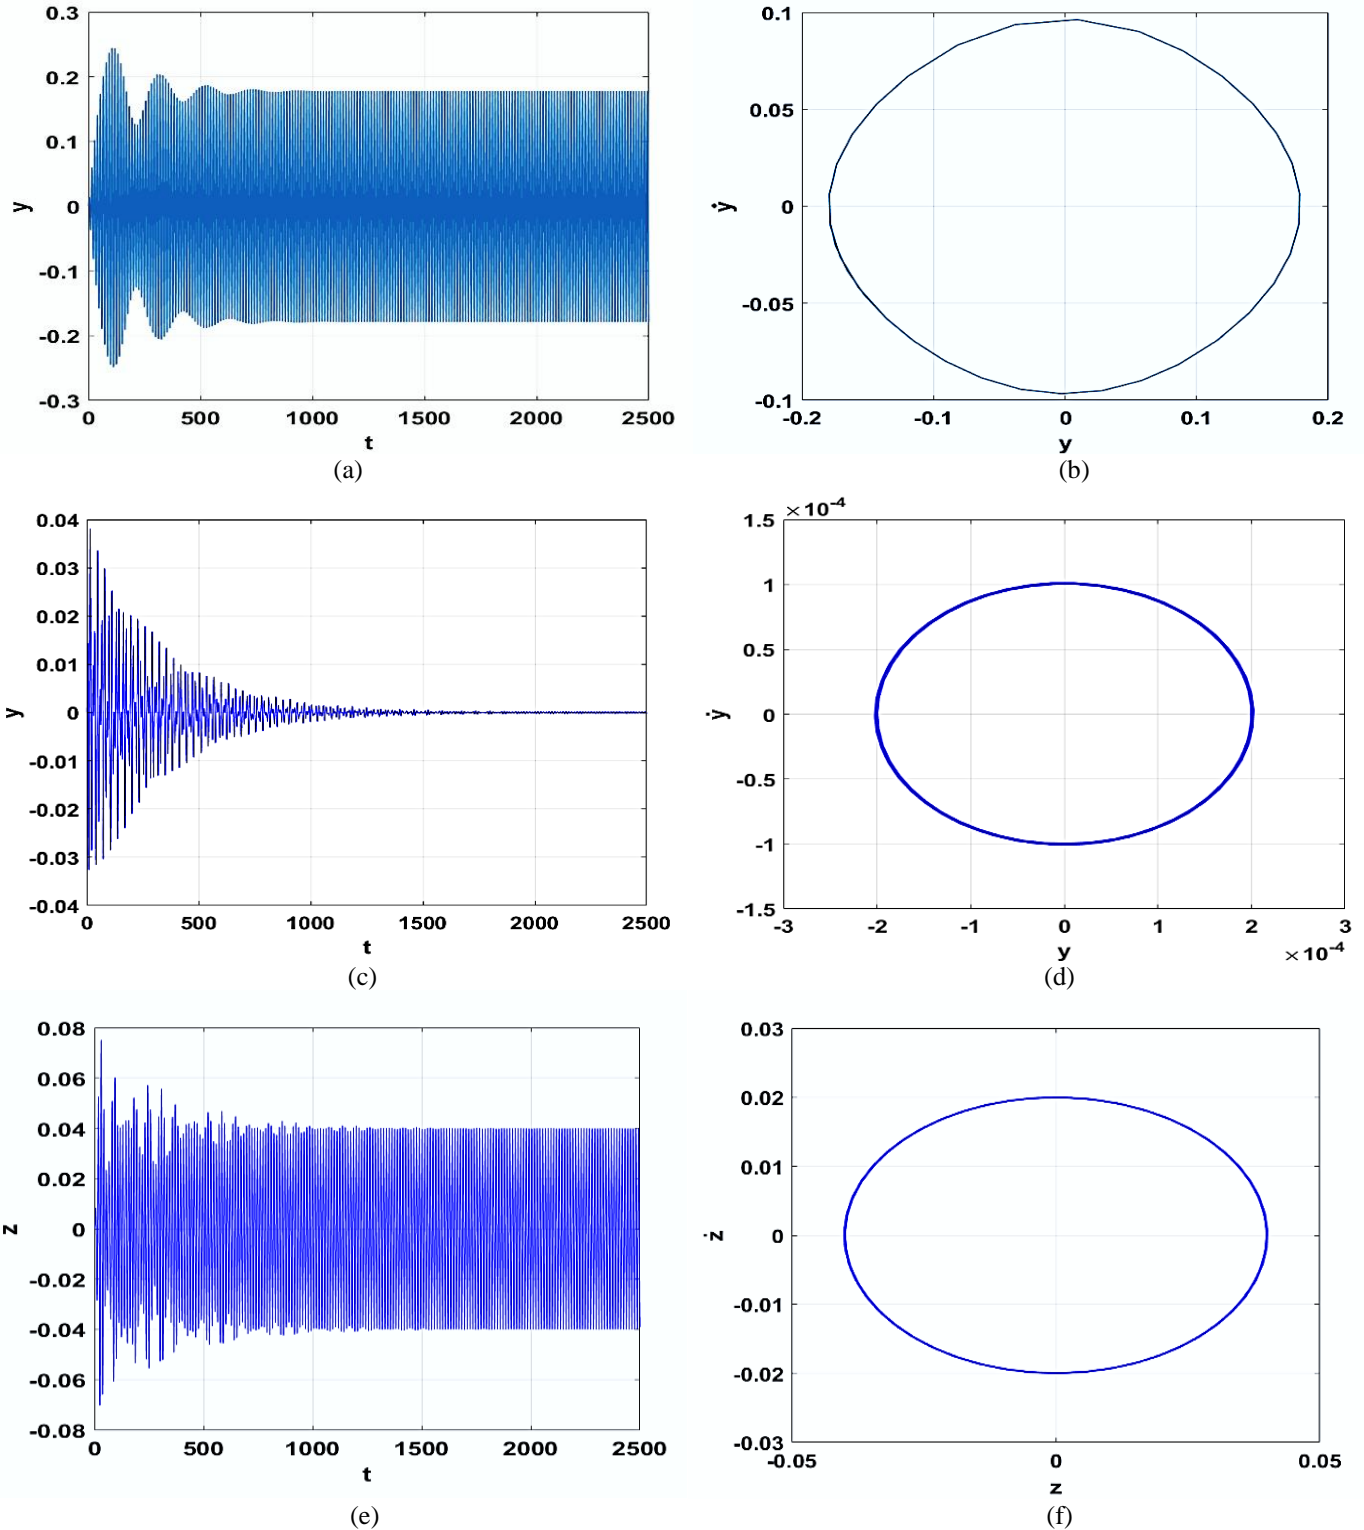 0.3
0.2
0.1
0
-0.1
-0.2
-0.3
y
0 500 1000 1500 2000 2500
t
(a)
0.1
0.05
0
-0.05
-0.1
ẏ
-0.2 -0.1 0 0.1 0.2
y
(b)
0.04
0.03
0.02
0.01
0
-0.01
-0.02
-0.03
-0.04
y
0 500 1000 1500 2000 2500
t
(c)
×10⁻⁴
1.5
1
0.5
0
-0.5
-1
-1.5
ẏ
-3 -2 -1 0 1 2 3
y
×10⁻⁴
(d)
0.08
0.06
0.04
0.02
0
-0.02
-0.04
-0.06
-0.08
z
0 500 1000 1500 2000 2500
t
(e)
0.03
0.02
0.01
0
-0.01
-0.02
-0.03
ż
-0.05 0 0.05
z
(f)